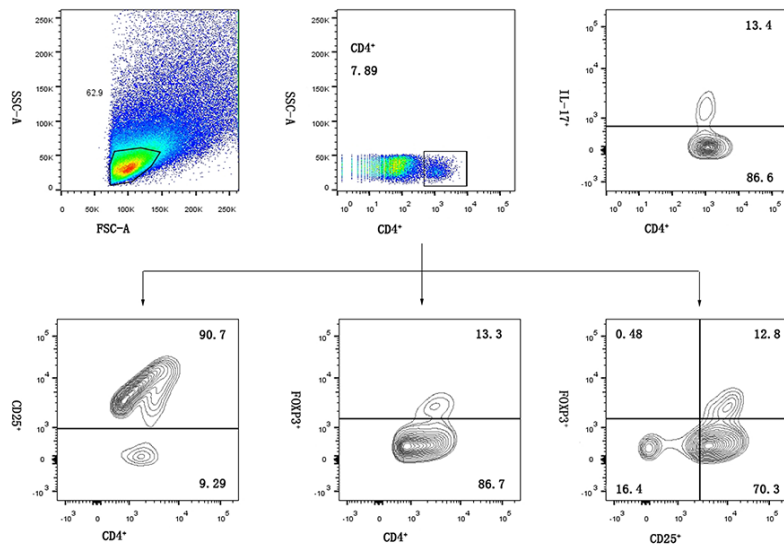 250K
200K
150K
100K
50K
0
SSC-A
62.9
0 50K 100K 150K 200K 250K
FSC-A
250K
200K
150K
100K
50K
0
SSC-A
CD4⁺
7.89
10⁰ 10¹ 10² 10³ 10⁴ 10⁵
CD4⁺
10⁵
10⁴
10³
0
-10³
IL-17⁺
13.4
86.6
-10³ 0 10³ 10⁴ 10⁵
CD4⁺
10⁵
10⁴
10³
0
-10³
CD25⁺
90.7
9.29
-10³ 0 10³ 10⁴ 10⁵
CD4⁺
10⁵
10⁴
10³
0
-10³
FOXP3⁺
13.3
86.7
-10³ 0 10³ 10⁴ 10⁵
CD4⁺
10⁵
10⁴
10³
0
-10³
FOXP3⁺
0.48 12.8
16.4 70.3
-10³ 0 10³ 10⁴ 10⁵
CD25⁺